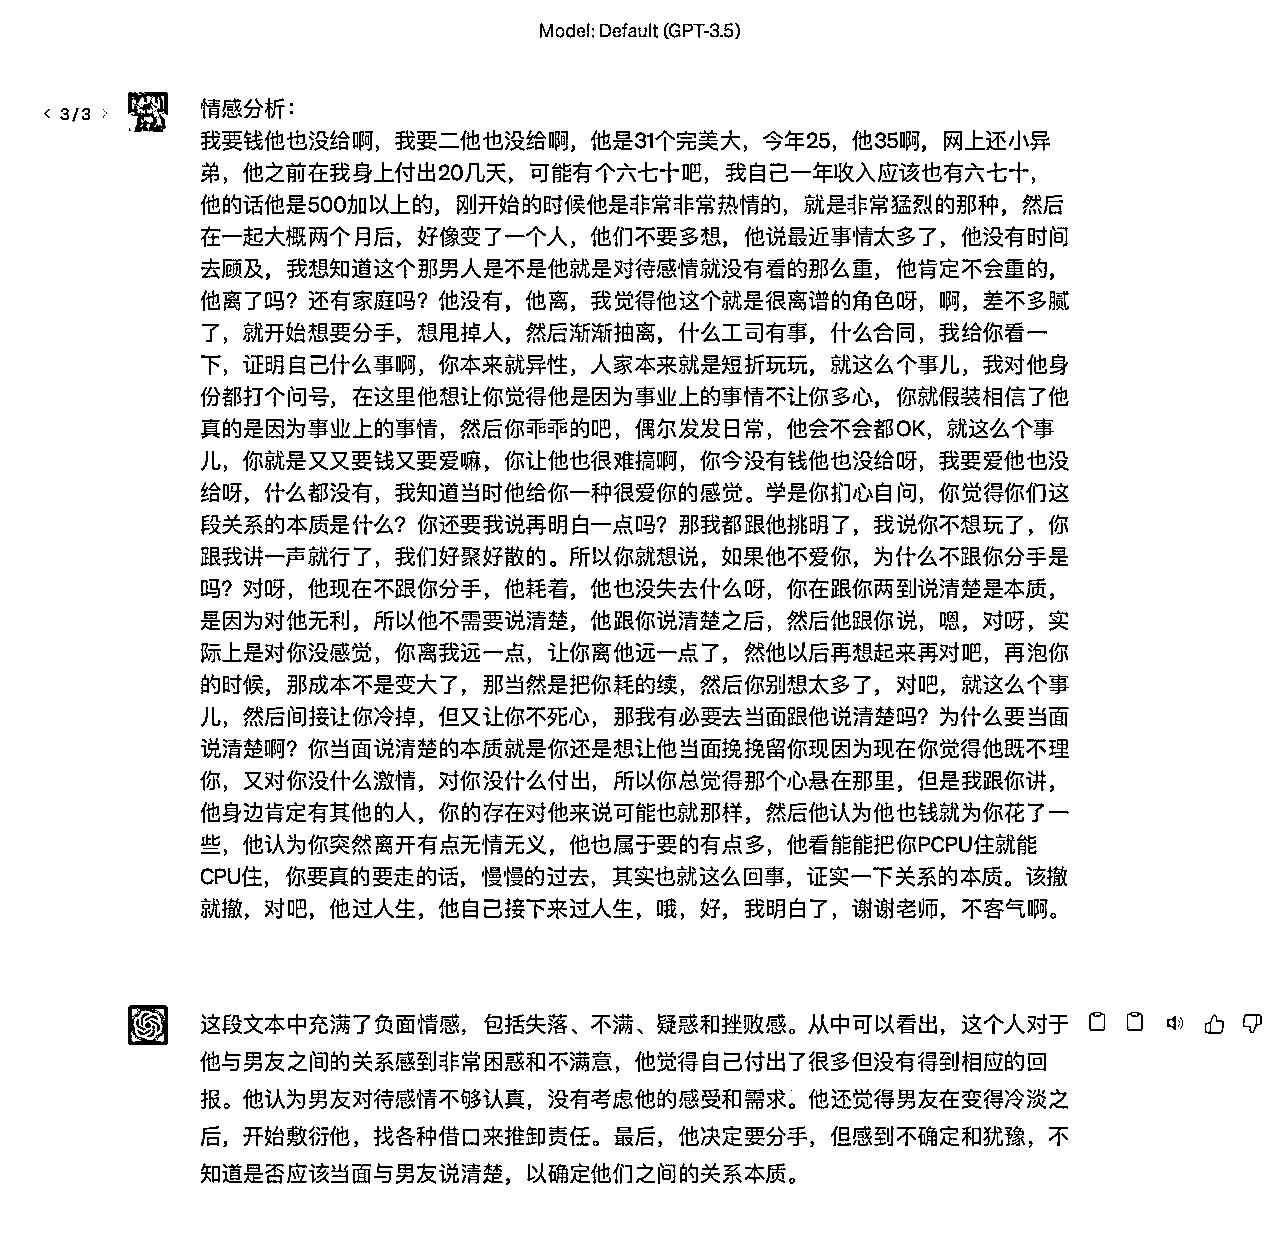 Model: Default (GPT-3.5)
< 3/3 >
情感分析：
我要钱他也没给啊，我要二他也没给啊，他是31个完美大，今年25，他35啊，网上还小异
弟，他之前在我身上付出20几天，可能有个六七十吧，我自己一年收入应该也有六七十，
他的话他是500加以上的，刚开始的时候他是非常非常热情的，就是非常猛烈的那种，然后
在一起大概两个月后，好像变了一个人，他们不要多想，他说最近事情太多了，他没有时间
去顾及，我想知道这个那男人是不是他就是对待感情就没有看的那么重，他肯定不会重的，
他离了吗？还有家庭吗？他没有，他离，我觉得他这个就是很离谱的角色呀，啊，差不多腻
了，就开始想要分手，想甩掉人，然后渐渐抽离，什么工司有事，什么合同，我给你看一
下，证明自己什么事啊，你本来就异性，人家本来就是短折玩玩，就这么个事儿，我对他身
份都打个问号，在这里他想让你觉得他是因为事业上的事情不让你多心，你就假装相信了他
真的是因为事业上的事情，然后你乖乖的吧，偶尔发发日常，他会不会都OK，就这么个事
儿，你就是又又要钱又要爱嘛，你让他也很难搞啊，你今没有钱他也没给呀，我要爱他也没
给呀，什么都没有，我知道当时他给你一种很爱你的感觉。学是你扪心自问，你觉得你们这
段关系的本质是什么？你还要我说再明白一点吗？那我都跟他挑明了，我说你不想玩了，你
跟我讲一声就行了，我们好聚好散的。所以你就想说，如果他不爱你，为什么不跟你分手是
吗？对呀，他现在不跟你分手，他耗着，他也没失去什么呀，你在跟你两到说清楚是本质，
是因为对他无利，所以他不需要说清楚，他跟你说清楚之后，然后他跟你说，嗯，对呀，实
际上是对你没感觉，你离我远一点，让你离他远一点了，然他以后再想起来再对吧，再泡你
的时候，那成本不是变大了，那当然是把你耗的续，然后你别想太多了，对吧，就这么个事
儿，然后间接让你冷掉，但又让你不死心，那我有必要去当面跟他说清楚吗？为什么要当面
说清楚啊？你当面说清楚的本质就是你还是想让他当面挽挽留你现因为现在你觉得他既不理
你，又对你没什么激情，对你没什么付出，所以你总觉得那个心悬在那里，但是我跟你讲，
他身边肯定有其他的人，你的存在对他来说可能也就那样，然后他认为他也钱就为你花了一
些，他认为你突然离开有点无情无义，他也属于要的有点多，他看能能把你PCPU住就能
CPU住，你要真的要走的话，慢慢的过去，其实也就这么回事，证实一下关系的本质。该撤
就撤，对吧，他过人生，他自己接下来过人生，哦，好，我明白了，谢谢老师，不客气啊。
这段文本中充满了负面情感，包括失落、不满、疑惑和挫败感。从中可以看出，这个人对于
他与男友之间的关系感到非常困惑和不满意，他觉得自己付出了很多但没有得到相应的回
报。他认为男友对待感情不够认真，没有考虑他的感受和需求。他还觉得男友在变得冷淡之
后，开始敷衍他，找各种借口来推卸责任。最后，他决定要分手，但感到不确定和犹豫，不
知道是否应该当面与男友说清楚，以确定他们之间的关系本质。